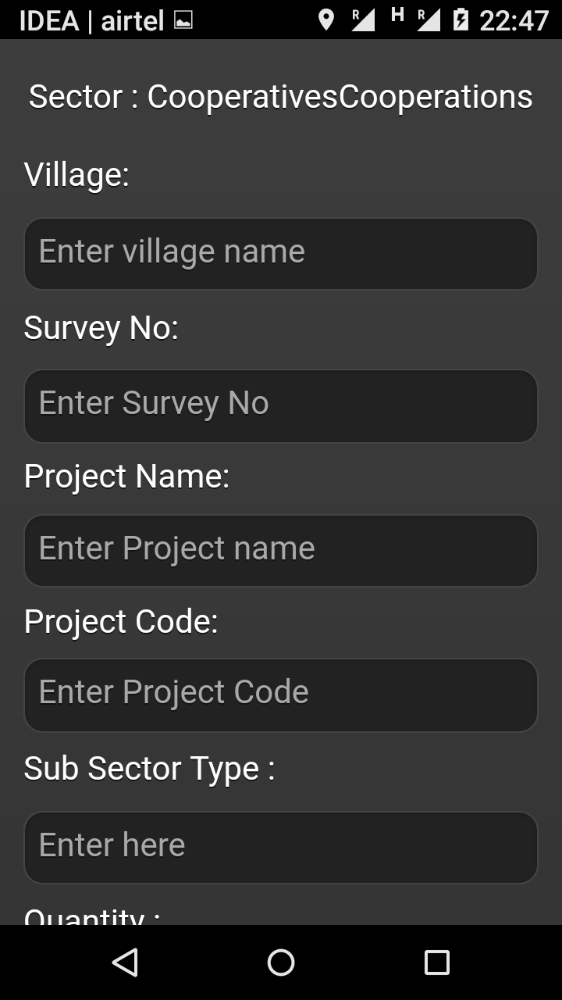 IDEA | airtel R H R 22:47
Sector : CooperativesCooperations
Village:
Enter village name
Survey No:
Enter Survey No
Project Name:
Enter Project name
Project Code:
Enter Project Code
Sub Sector Type :
Enter here
Quantity :